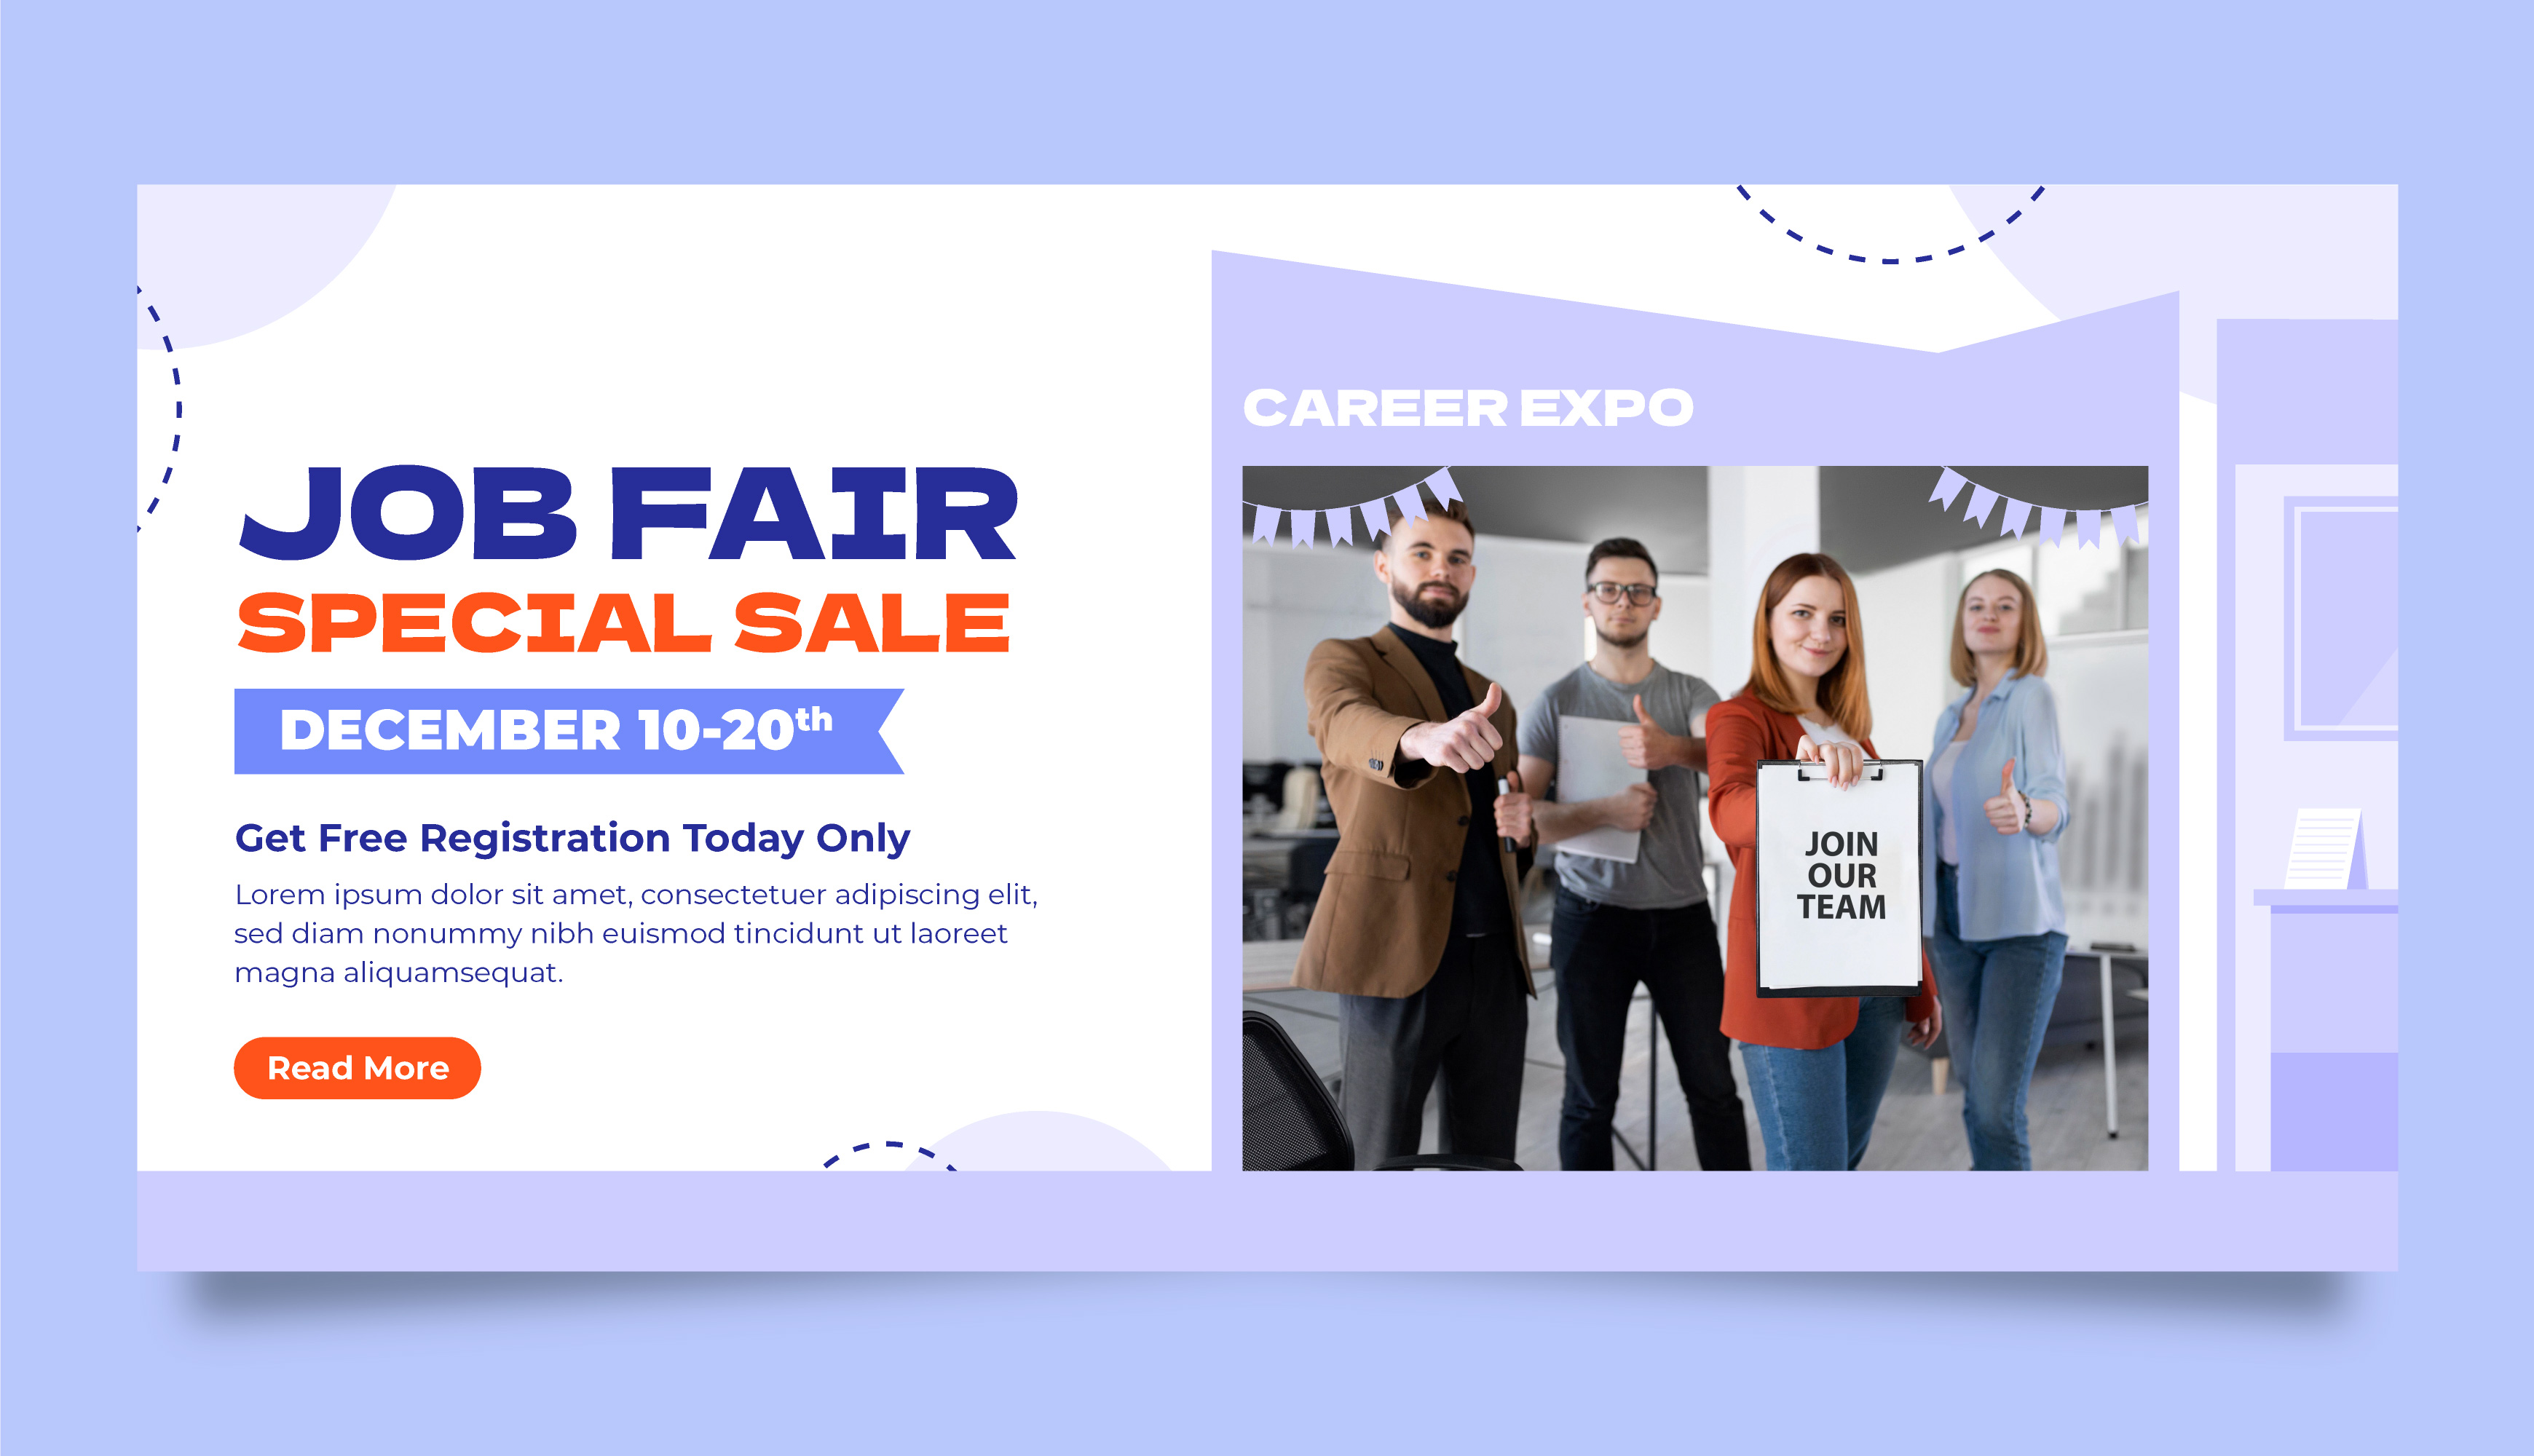 JOB FAIR
SPECIAL SALE
DECEMBER 10-20th
Get Free Registration Today Only
Lorem ipsum dolor sit amet, consectetuer adipiscing elit,
sed diam nonummy nibh euismod tincidunt ut laoreet
magna aliquamsequat.
Read More
CAREER EXPO
JOIN
OUR
TEAM